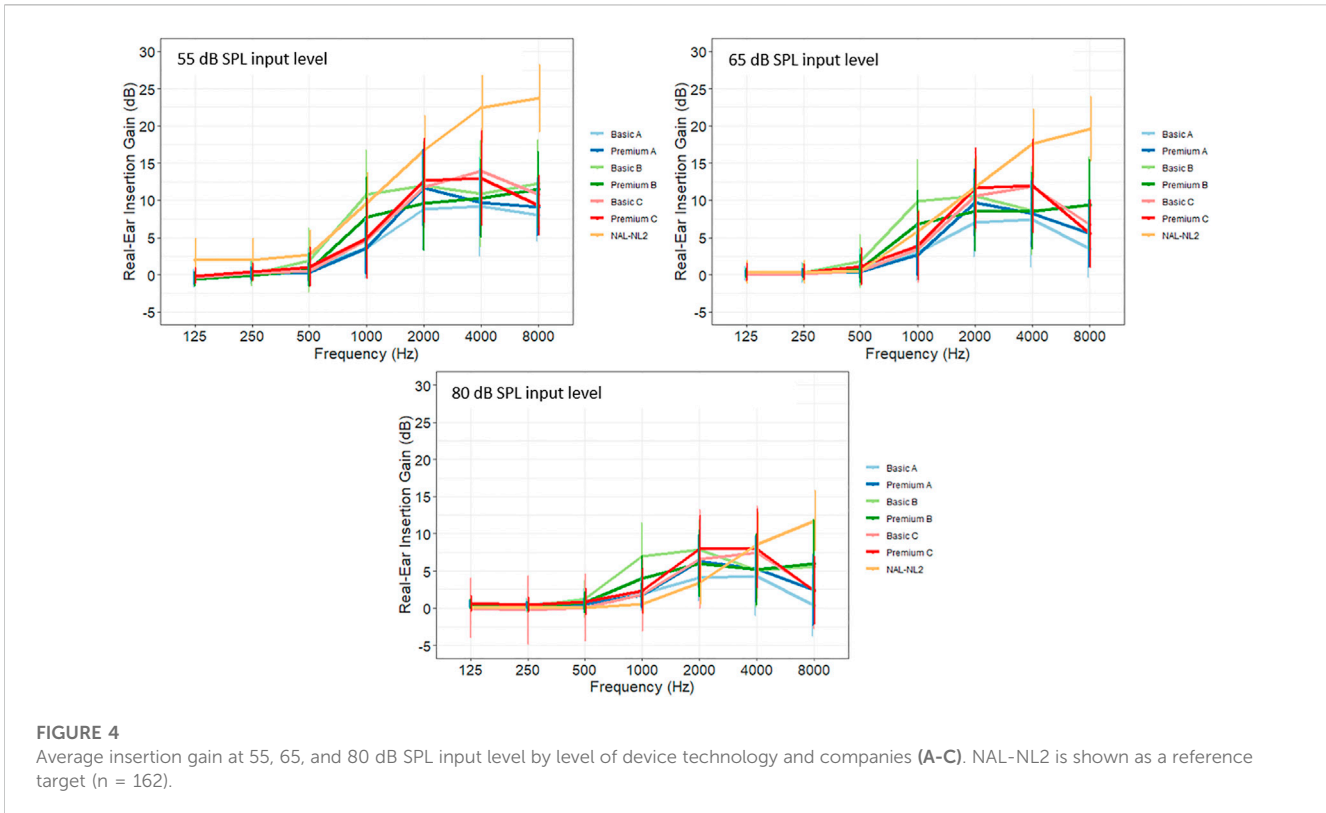 55 dB SPL input level
Real-Ear Insertion Gain (dB)
30
25
20
15
10
5
0
-5
125 250 500 1000 2000 4000 8000
Frequency (Hz)
Basic A
Premium A
Basic B
Premium B
Basic C
Premium C
NAL-NL2
65 dB SPL input level
Real-Ear Insertion Gain (dB)
30
25
20
15
10
5
0
-5
125 250 500 1000 2000 4000 8000
Frequency (Hz)
Basic A
Premium A
Basic B
Premium B
Basic C
Premium C
NAL-NL2
80 dB SPL input level
Real-Ear Insertion Gain (dB)
30
25
20
15
10
5
0
-5
125 250 500 1000 2000 4000 8000
Frequency (Hz)
Basic A
Premium A
Basic B
Premium B
Basic C
Premium C
NAL-NL2
FIGURE 4
Average insertion gain at 55, 65, and 80 dB SPL input level by level of device technology and companies (A-C). NAL-NL2 is shown as a reference
target (n = 162).